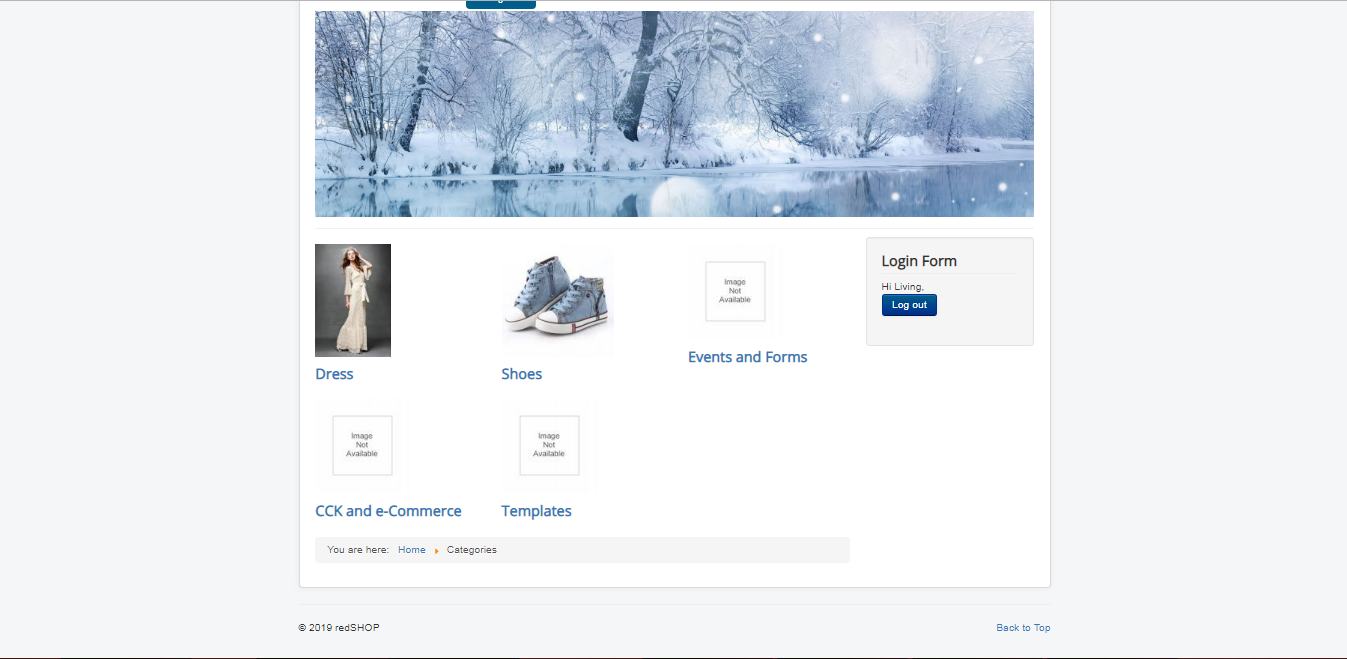 Login Form
Hi Living,
Log out
Image
Not
Available
Dress
Shoes
Events and Forms
Image
Not
Available
Image
Not
Available
CCK and e-Commerce
Templates
You are here: Home Categories
© 2019 redSHOP
Back to Top